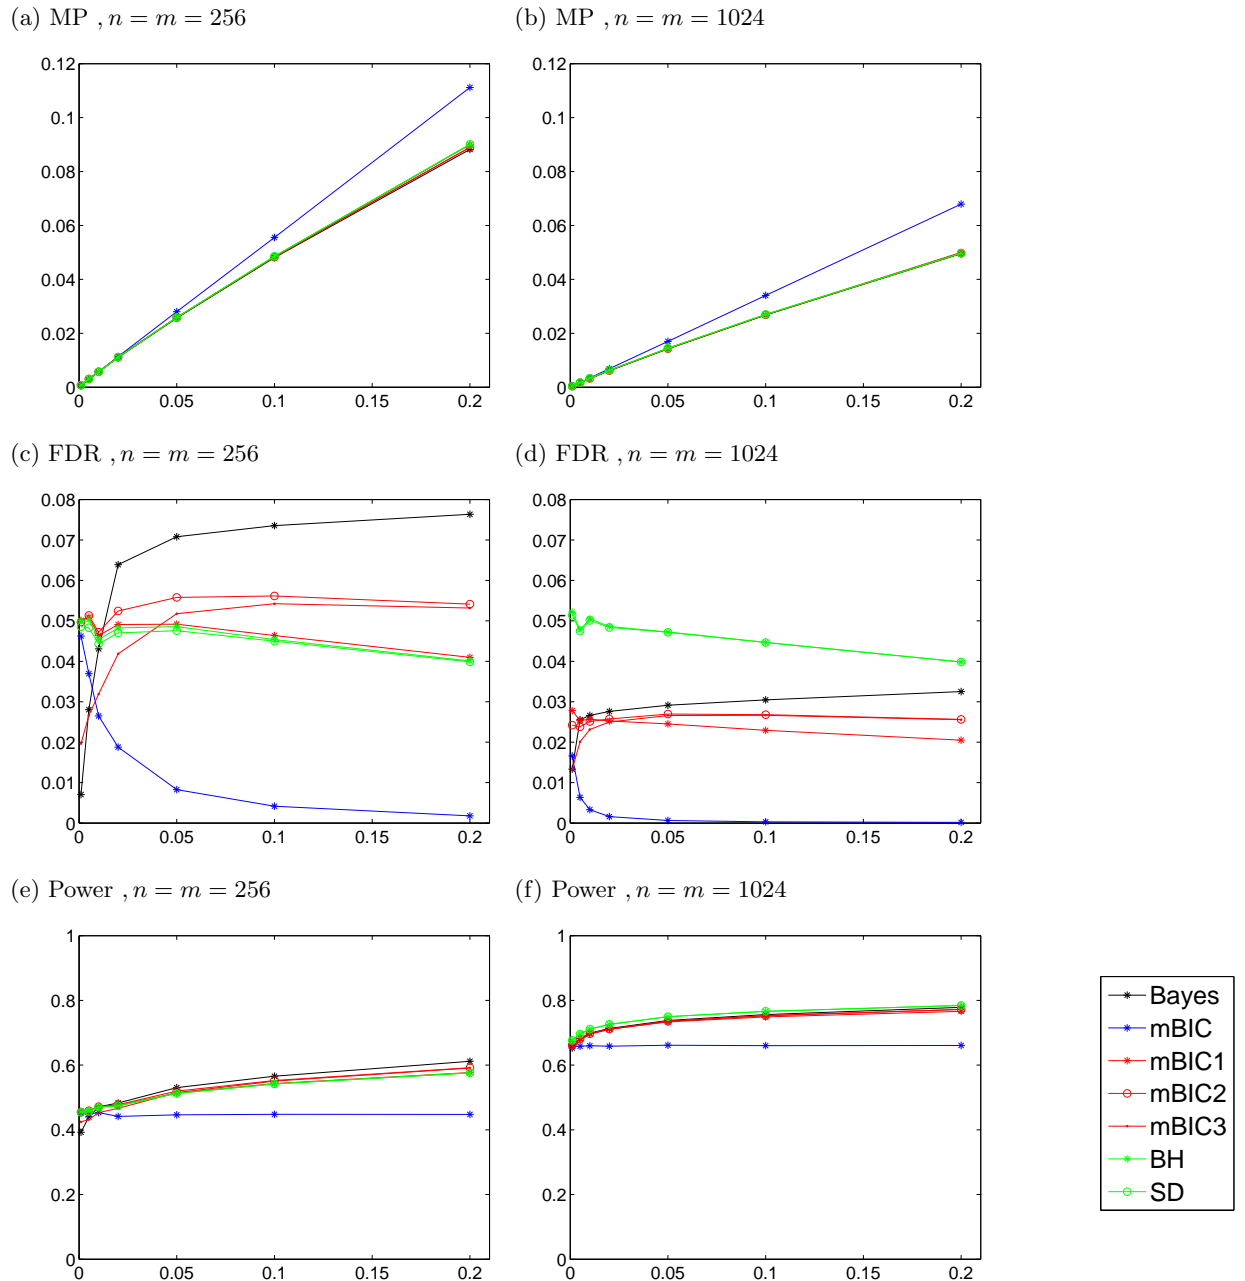 (a) MP , n = m = 256
(b) MP , n = m = 1024
0.12
0.1
0.08
0.06
0.04
0.02
0
0 0.05 0.1 0.15 0.2
0.12
0.1
0.08
0.06
0.04
0.02
0
0 0.05 0.1 0.15 0.2
(c) FDR , n = m = 256
(d) FDR , n = m = 1024
0.08
0.07
0.06
0.05
0.04
0.03
0.02
0.01
0
0 0.05 0.1 0.15 0.2
0.08
0.07
0.06
0.05
0.04
0.03
0.02
0.01
0
0 0.05 0.1 0.15 0.2
(e) Power , n = m = 256
(f) Power , n = m = 1024
1
0.8
0.6
0.4
0.2
0
0 0.05 0.1 0.15 0.2
1
0.8
0.6
0.4
0.2
0
0 0.05 0.1 0.15 0.2
Bayes
mBIC
mBIC1
mBIC2
mBIC3
BH
SD